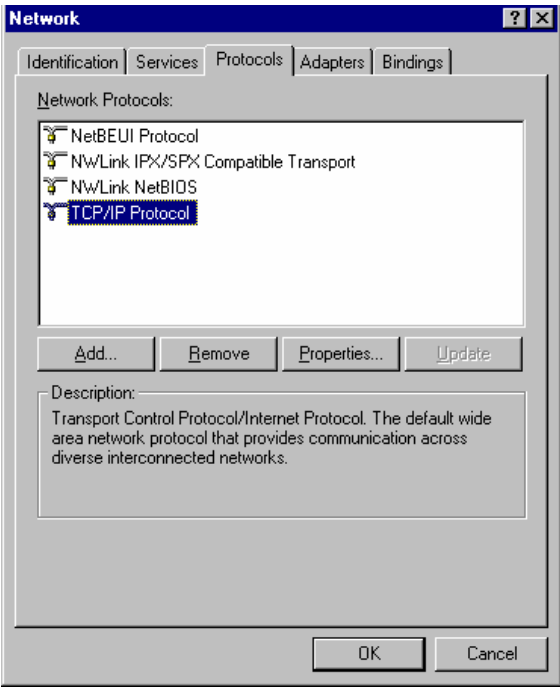 Network
Identification Services Protocols Adapters Bindings
Network Protocols:
NetBEUI Protocol
NWLink IPX/SPX Compatible Transport
NWLink NetBIOS
TCP/IP Protocol
Add... Remove Properties... Update
Description:
Transport Control Protocol/Internet Protocol. The default wide
area network protocol that provides communication across
diverse interconnected networks.
OK Cancel